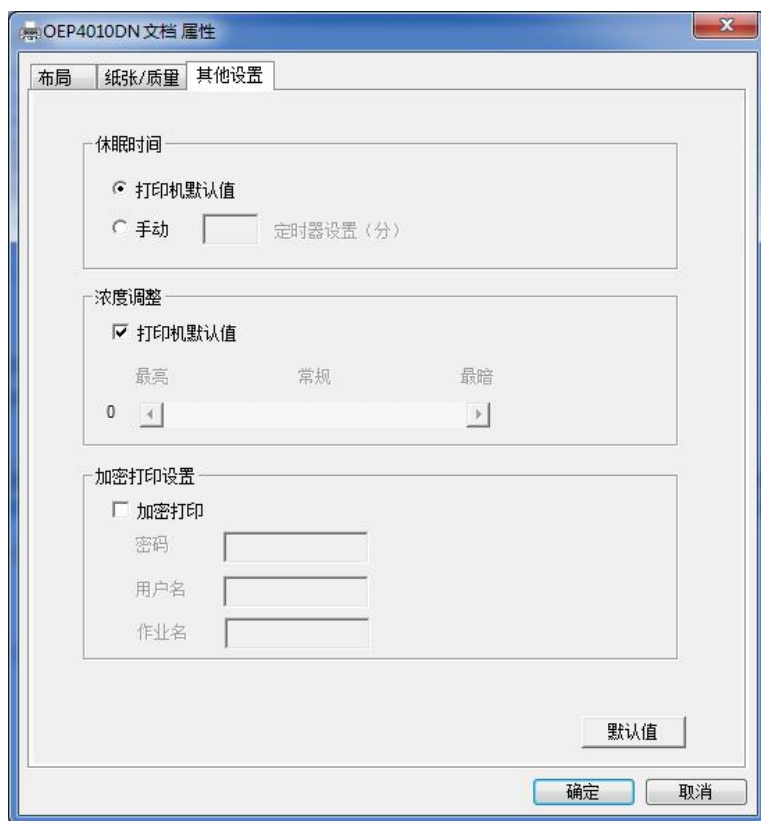 OEP4010DN 文档 属性
布局 纸张/质量 其他设置
休眠时间
打印机默认值
手动 定时器设置（分）
浓度调整
打印机默认值
最亮 常规 最暗
0
加密打印设置
加密打印
密码
用户名
作业名
默认值
确定 取消